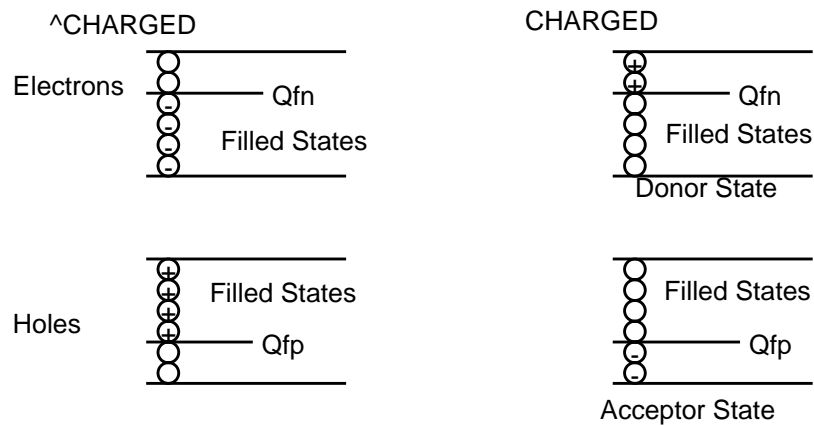 ^CHARGED
CHARGED
Electrons
Qfn
Qfn
- 
+
+
-
-
-
Filled States
Filled States
Donor State
+
+
+
+
Filled States
Filled States
Holes
Qfp
Qfp
-
-
Acceptor State